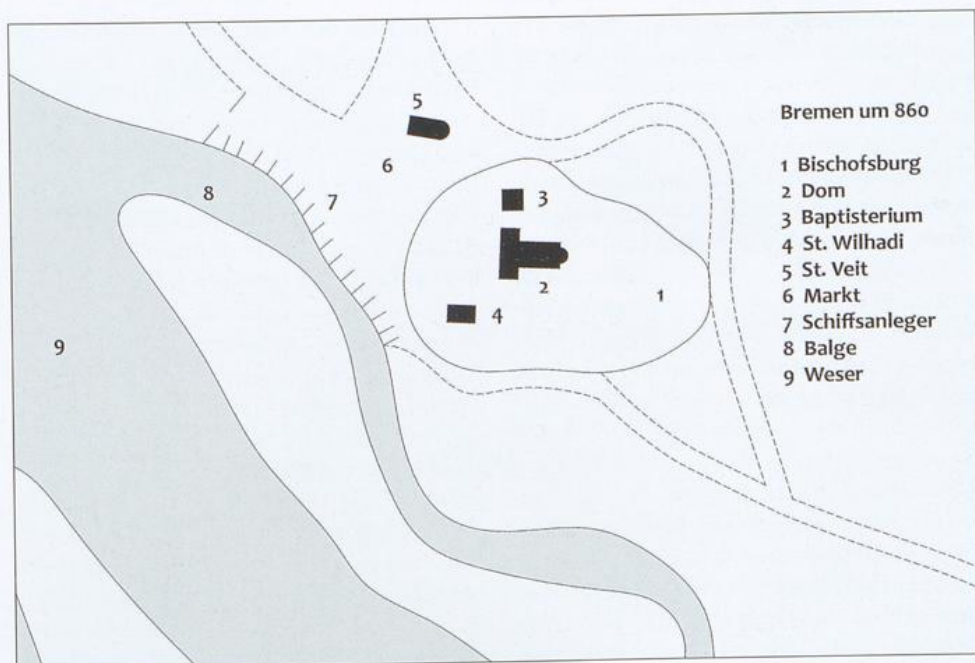 Bremen um 860
1 Bischofsburg
2 Dom
3 Baptisterium
4 St. Wilhadi
5 St. Veit
6 Markt
7 Schiffsanleger
8 Balge
9 Weser
5
6
8
7
3
2
1
4
9